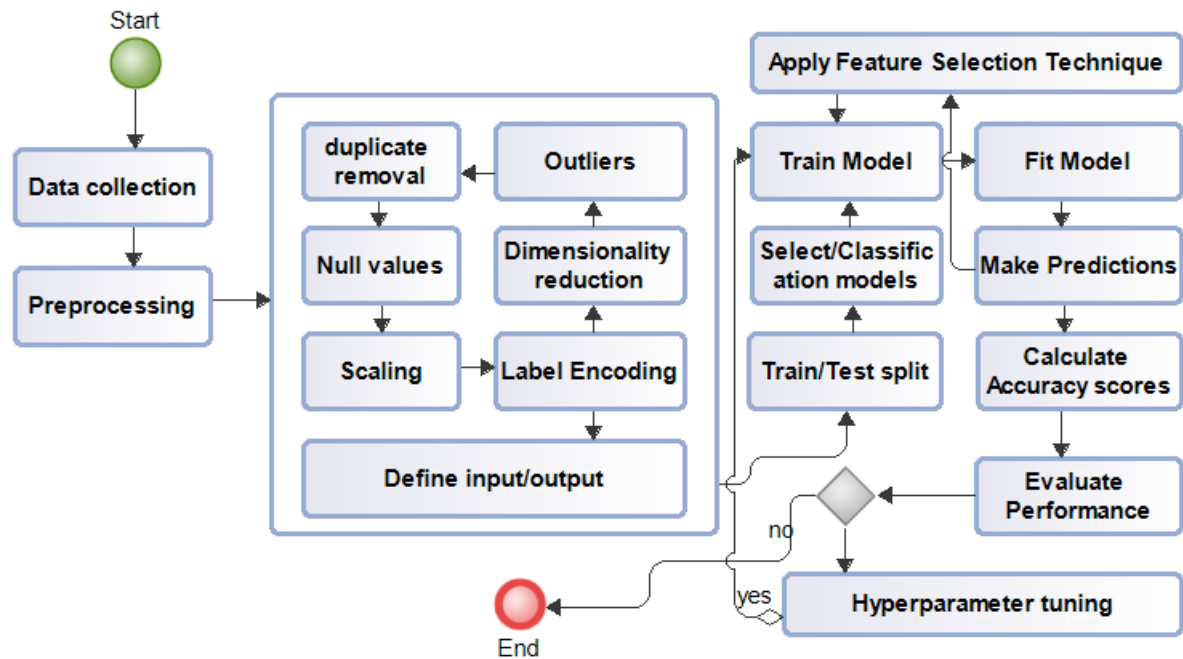 Start
Data collection
Preprocessing
duplicate
removal
Outliers
Null values
Dimensionality
reduction
Scaling
Label Encoding
Define input/output
Apply Feature Selection Technique
Train Model
Fit Model
Select/Classific
ation models
Make Predictions
Train/Test split
Calculate
Accuracy scores
Evaluate
Performance
no
yes
Hyperparameter tuning
End